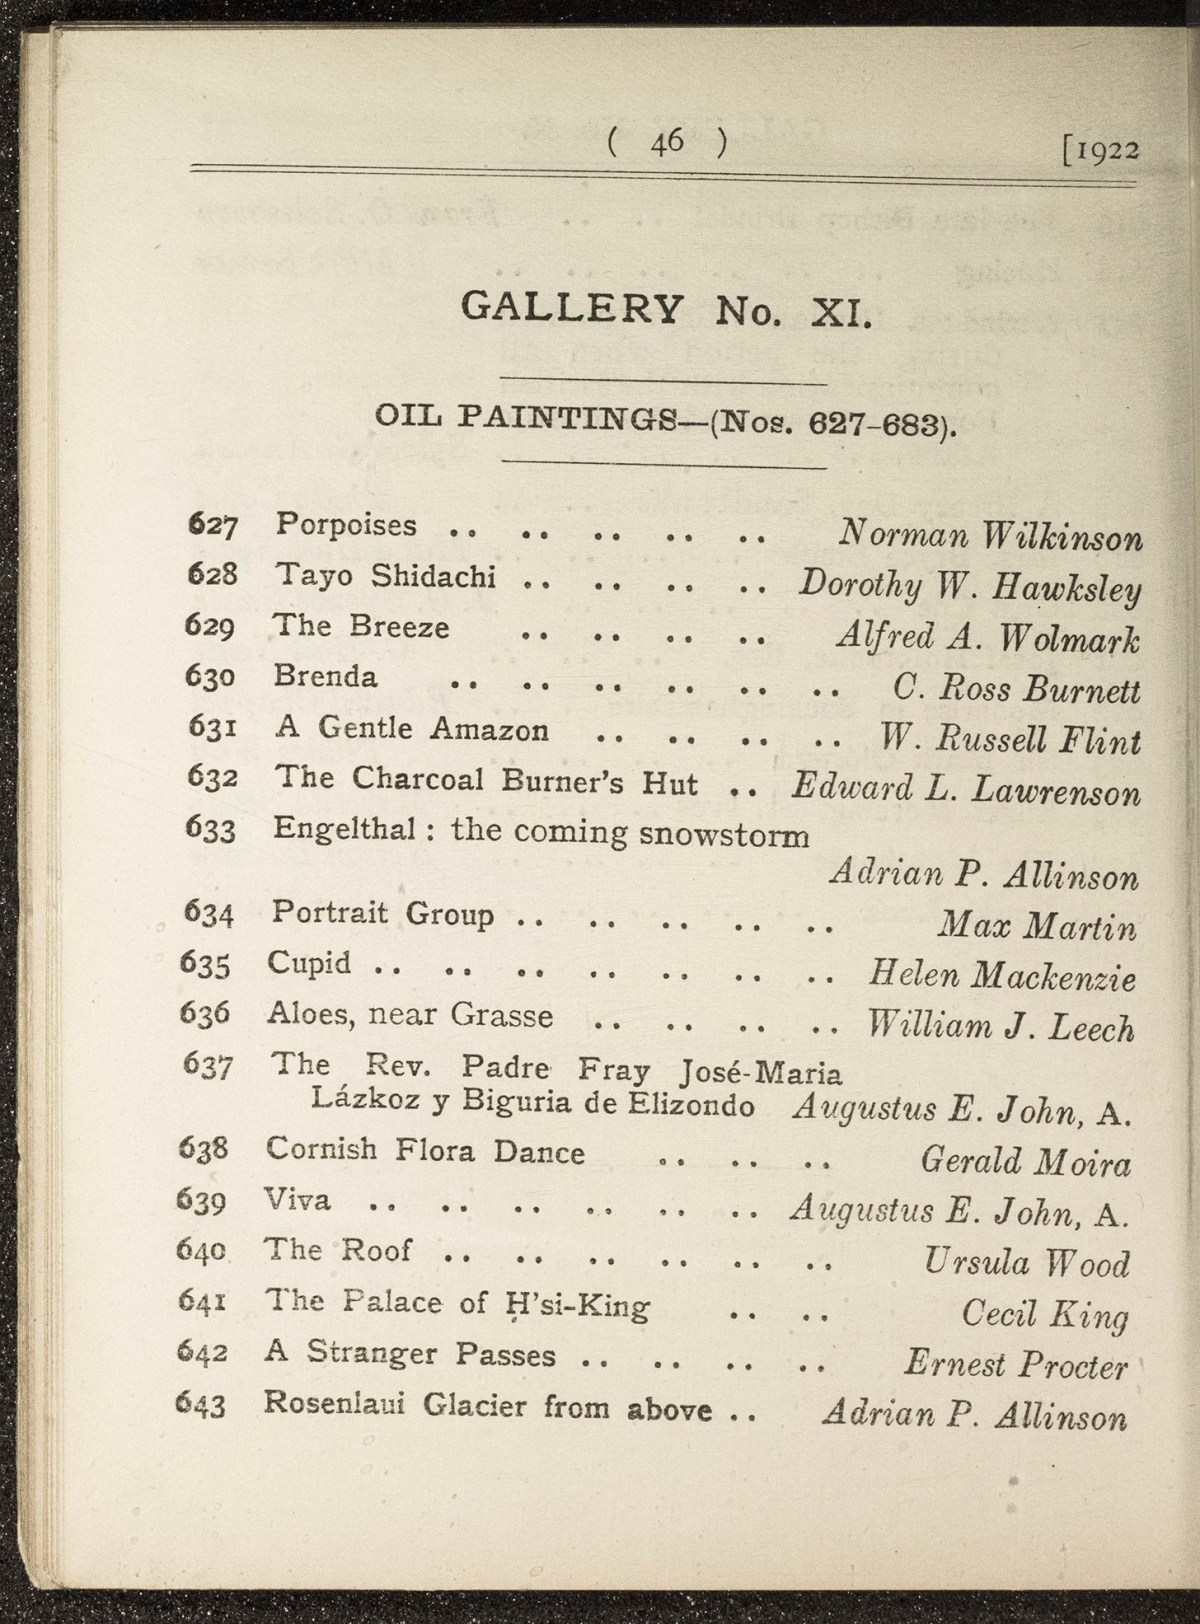 ( 46 ) [1922
GALLERY No. XI.
OIL PAINTINGS—(Nos. 627–683).
627 Porpoises .. .. .. .. .. Norman Wilkinson
628 Tayo Shidachi .. .. .. .. Dorothy W. Hawksley
629 The Breeze .. .. .. .. Alfred A. Wolmark
630 Brenda .. .. .. .. .. .. C. Ross Burnett
631 A Gentle Amazon .. .. .. .. W. Russell Flint
632 The Charcoal Burner's Hut .. Edward L. Lawrenson
633 Engelthal : the coming snowstorm
Adrian P. Allinson
634 Portrait Group .. .. .. .. .. Max Martin
635 Cupid .. .. .. .. .. .. .. Helen Mackenzie
636 Aloes, near Grasse .. .. .. .. William J. Leech
637 The Rev. Padre Fray José-Maria
Lázkoz y Biguria de Elizondo Augustus E. John, A.
638 Cornish Flora Dance .. .. .. Gerald Moira
639 Viva .. .. .. .. .. .. Augustus E. John, A.
640 The Roof .. .. .. .. .. .. Ursula Wood
641 The Palace of Ḥ'si-King .. .. Cecil King
642 A Stranger Passes .. .. .. .. Ernest Procter
643 Rosenlaui Glacier from above .. Adrian P. Allinson